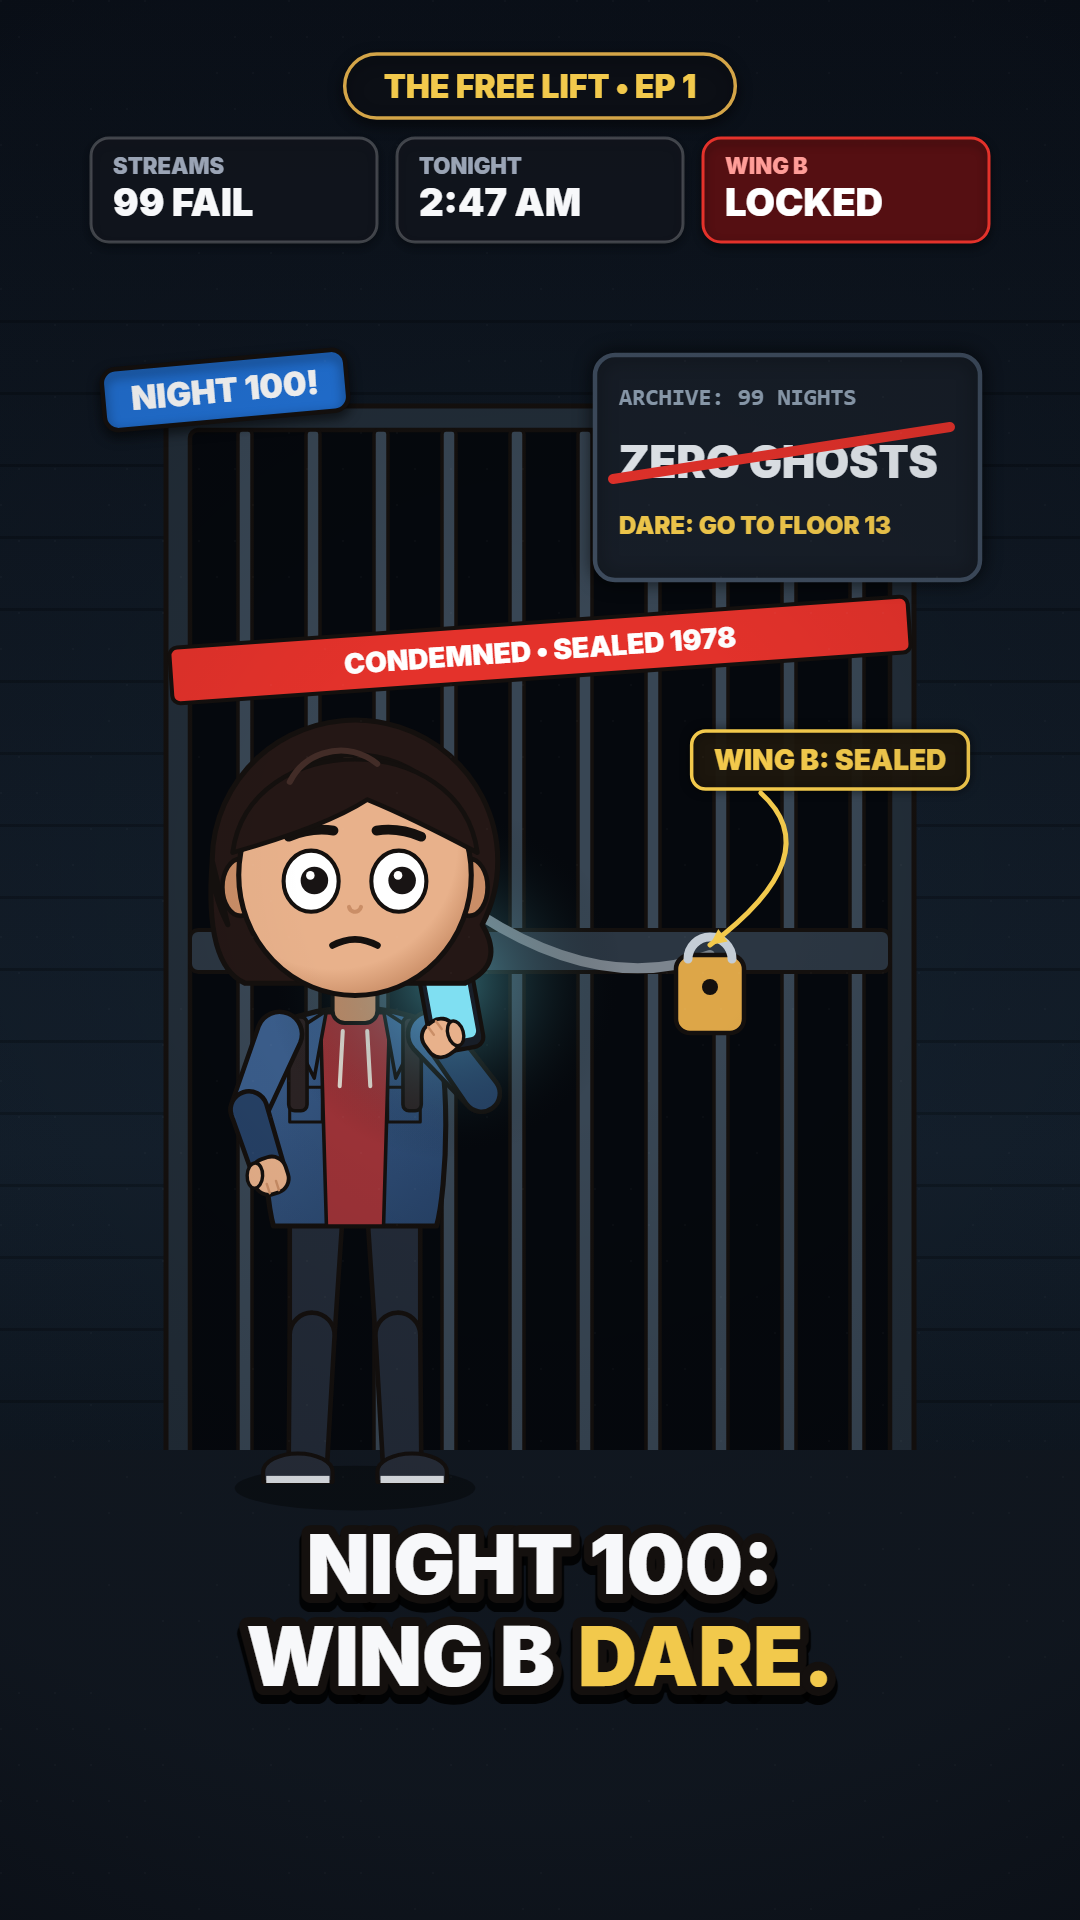 THE FREE LIFT • EP 1
STREAMS
99 FAIL
TONIGHT
2:47 AM
WING B
LOCKED
NIGHT 100!
ARCHIVE: 99 NIGHTS
ZERO GHOSTS
DARE: GO TO FLOOR 13
CONDEMNED • SEALED 1978
WING B: SEALED
NIGHT 100:
WING B DARE.